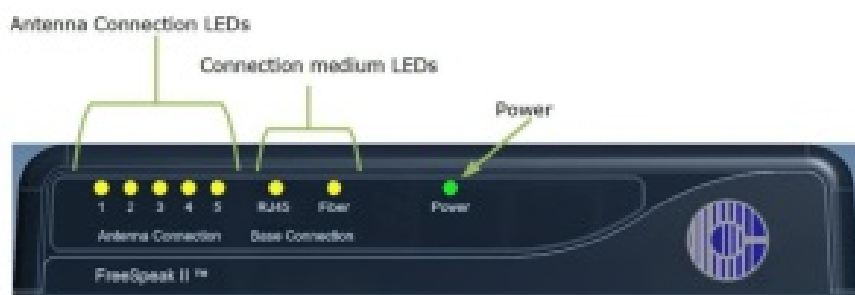 Antenna Connection LEDs
Connection medium LEDs
Power
1 2 3 4 5 RJ45 Fiber Power
Antenna Connection Base Connection
FreeSpeak II ™